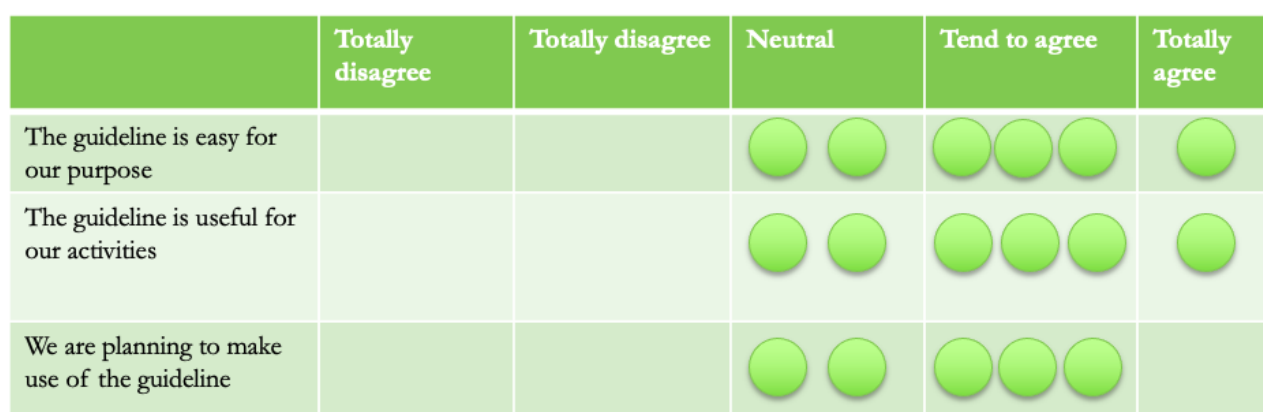 Totally
disagree
Totally disagree
Neutral
Tend to agree
Totally
agree
The guideline is easy for
our purpose
The guideline is useful for
our activities
We are planning to make
use of the guideline